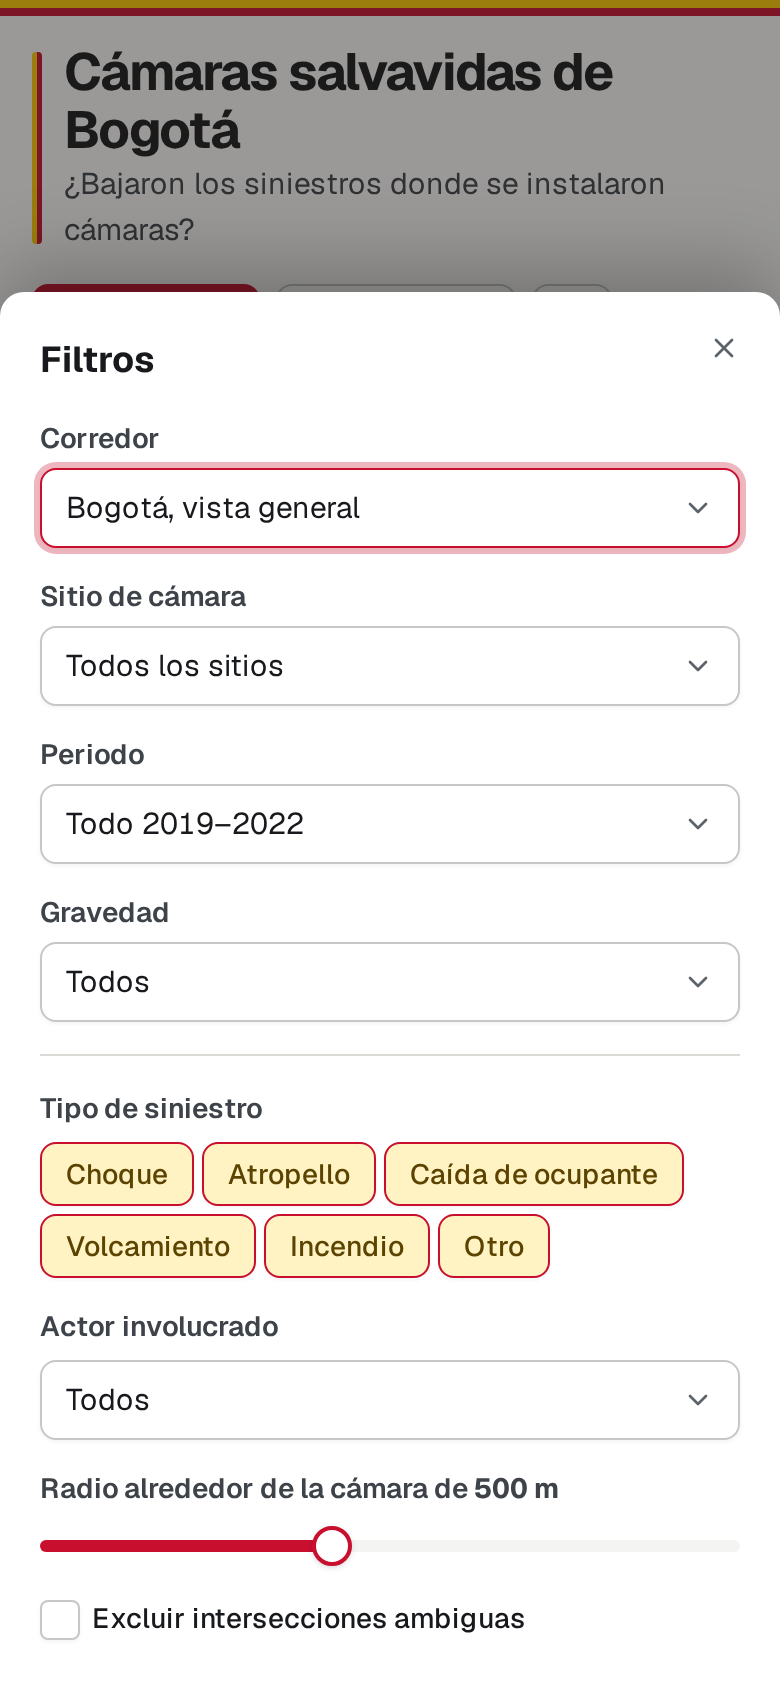 Cámaras salvavidas de
Bogotá
¿Bajaron los siniestros donde se instalaron
cámaras?
Filtros
Corredor
Bogotá, vista general
Sitio de cámara
Todos los sitios
Periodo
Todo 2019–2022
Gravedad
Todos
Tipo de siniestro
Choque Atropello Caída de ocupante
Volcamiento Incendio Otro
Actor involucrado
Todos
Radio alrededor de la cámara de 500 m
Excluir intersecciones ambiguas